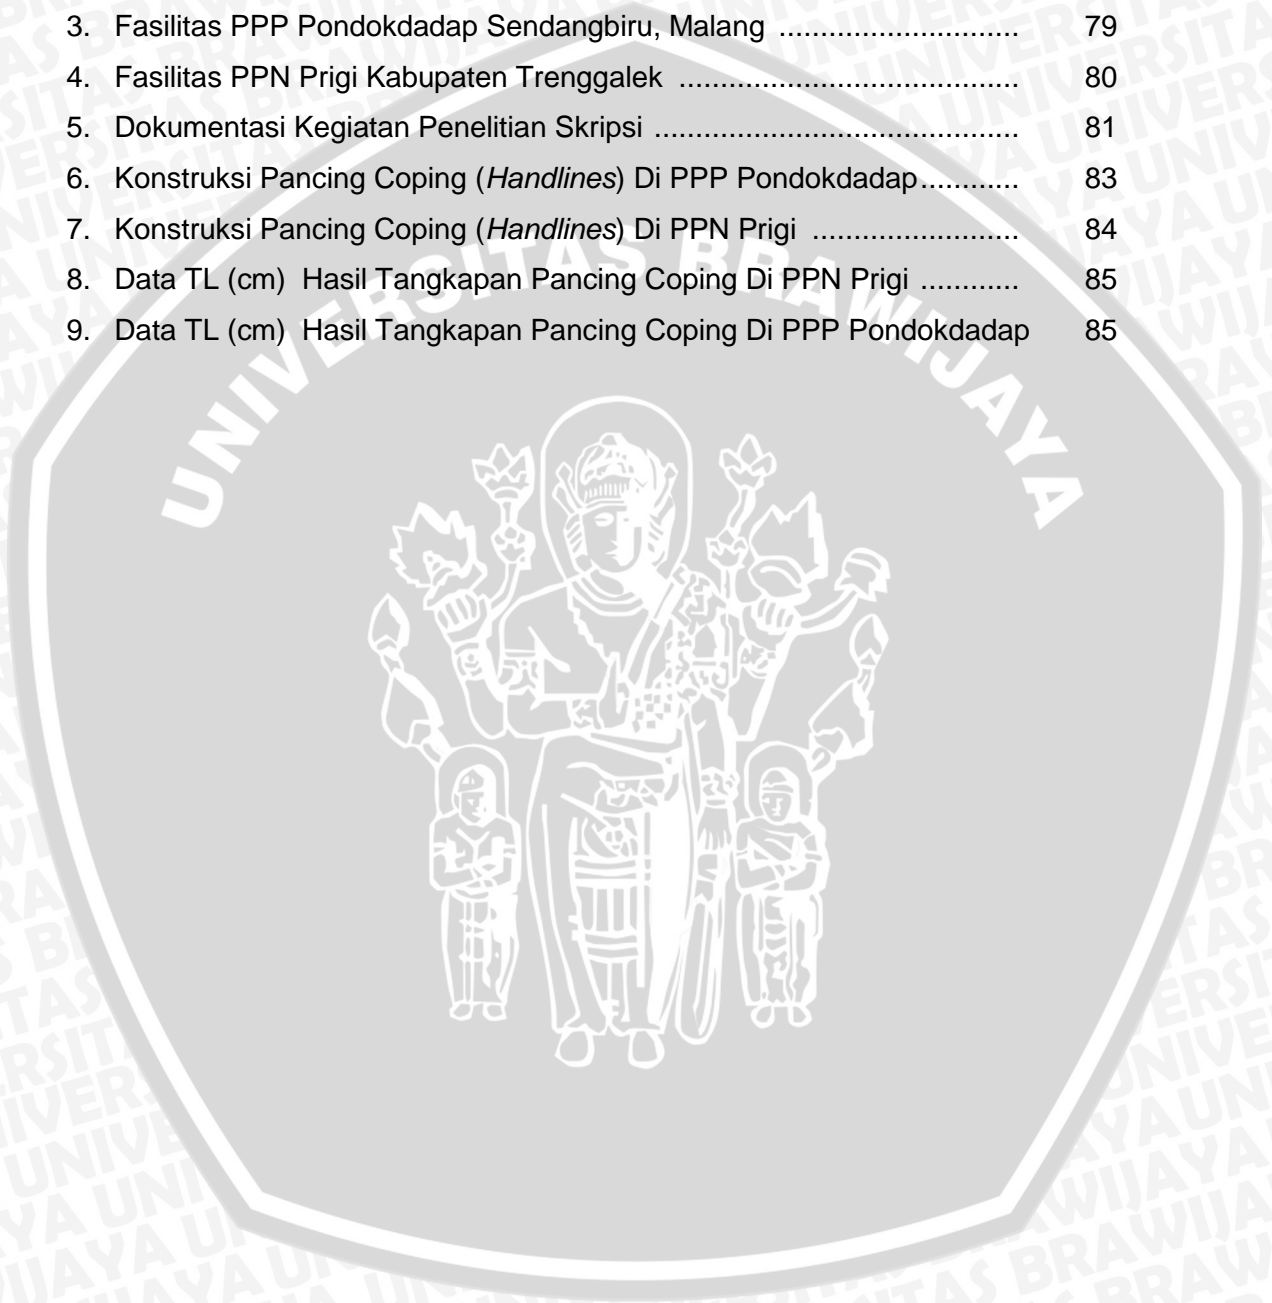 3. Fasilitas PPP Pondokdadap Sendangbiru, Malang ........................... 79
4. Fasilitas PPN Prigi Kabupaten Trenggalek ...................................... 80
5. Dokumentasi Kegiatan Penelitian Skripsi ......................................... 81
6. Konstruksi Pancing Coping (Handlines) Di PPP Pondokdadap............ 83
7. Konstruksi Pancing Coping (Handlines) Di PPN Prigi ....................... 84
8. Data TL (cm) Hasil Tangkapan Pancing Coping Di PPN Prigi ............ 85
9. Data TL (cm) Hasil Tangkapan Pancing Coping Di PPP Pondokdadap 85
UNIVERSITAS BRAWIJAYA